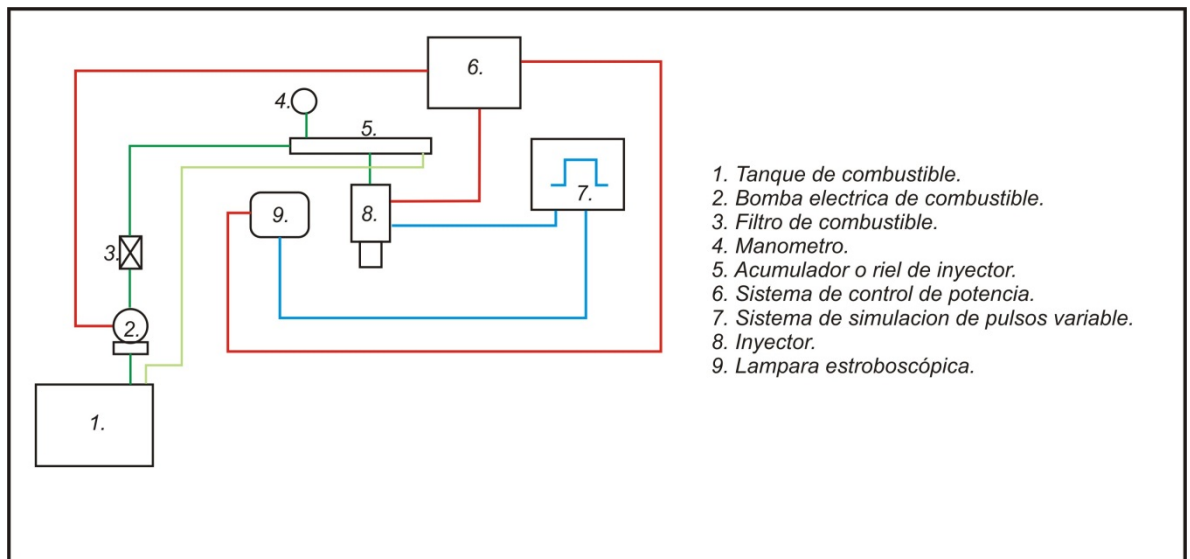 6.
4.
5.
7.
8.
9.
3.
2.
1.
1. Tanque de combustible.
2. Bomba electrica de combustible.
3. Filtro de combustible.
4. Manometro.
5. Acumulador o riel de inyector.
6. Sistema de control de potencia.
7. Sistema de simulacion de pulsos variable.
8. Inyector.
9. Lampara estroboscópica.